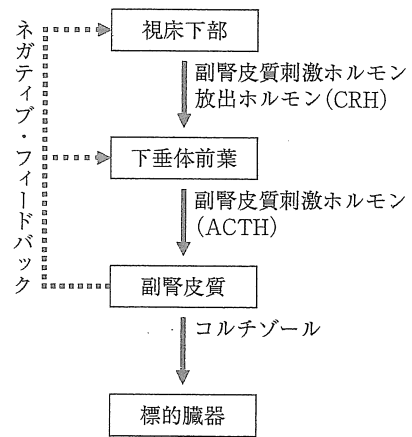 視床下部
副腎皮質刺激ホルモン
放出ホルモン(CRH)
下垂体前葉
副腎皮質刺激ホルモン
(ACTH)
副腎皮質
コルチゾール
標的臓器
ネガティブ・フィードバック